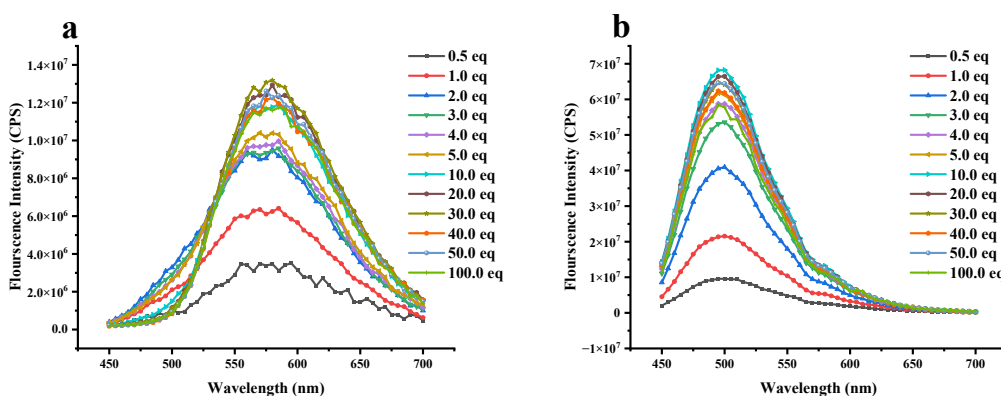 a
1.4×10⁷
1.2×10⁷
1.0×10⁷
8.0×10⁶
6.0×10⁶
4.0×10⁶
2.0×10⁶
0.0
450 500 550 600 650 700
Wavelength (nm)
Flourscence Intensity (CPS)
0.5 eq
1.0 eq
2.0 eq
3.0 eq
4.0 eq
5.0 eq
10.0 eq
20.0 eq
30.0 eq
40.0 eq
50.0 eq
100.0 eq
b
7×10⁷
6×10⁷
5×10⁷
4×10⁷
3×10⁷
2×10⁷
1×10⁷
0
−1×10⁷
450 500 550 600 650 700
Wavelength (nm)
Flourscence Intensity (CPS)
0.5 eq
1.0 eq
2.0 eq
3.0 eq
4.0 eq
5.0 eq
10.0 eq
20.0 eq
30.0 eq
40.0 eq
50.0 eq
100.0 eq